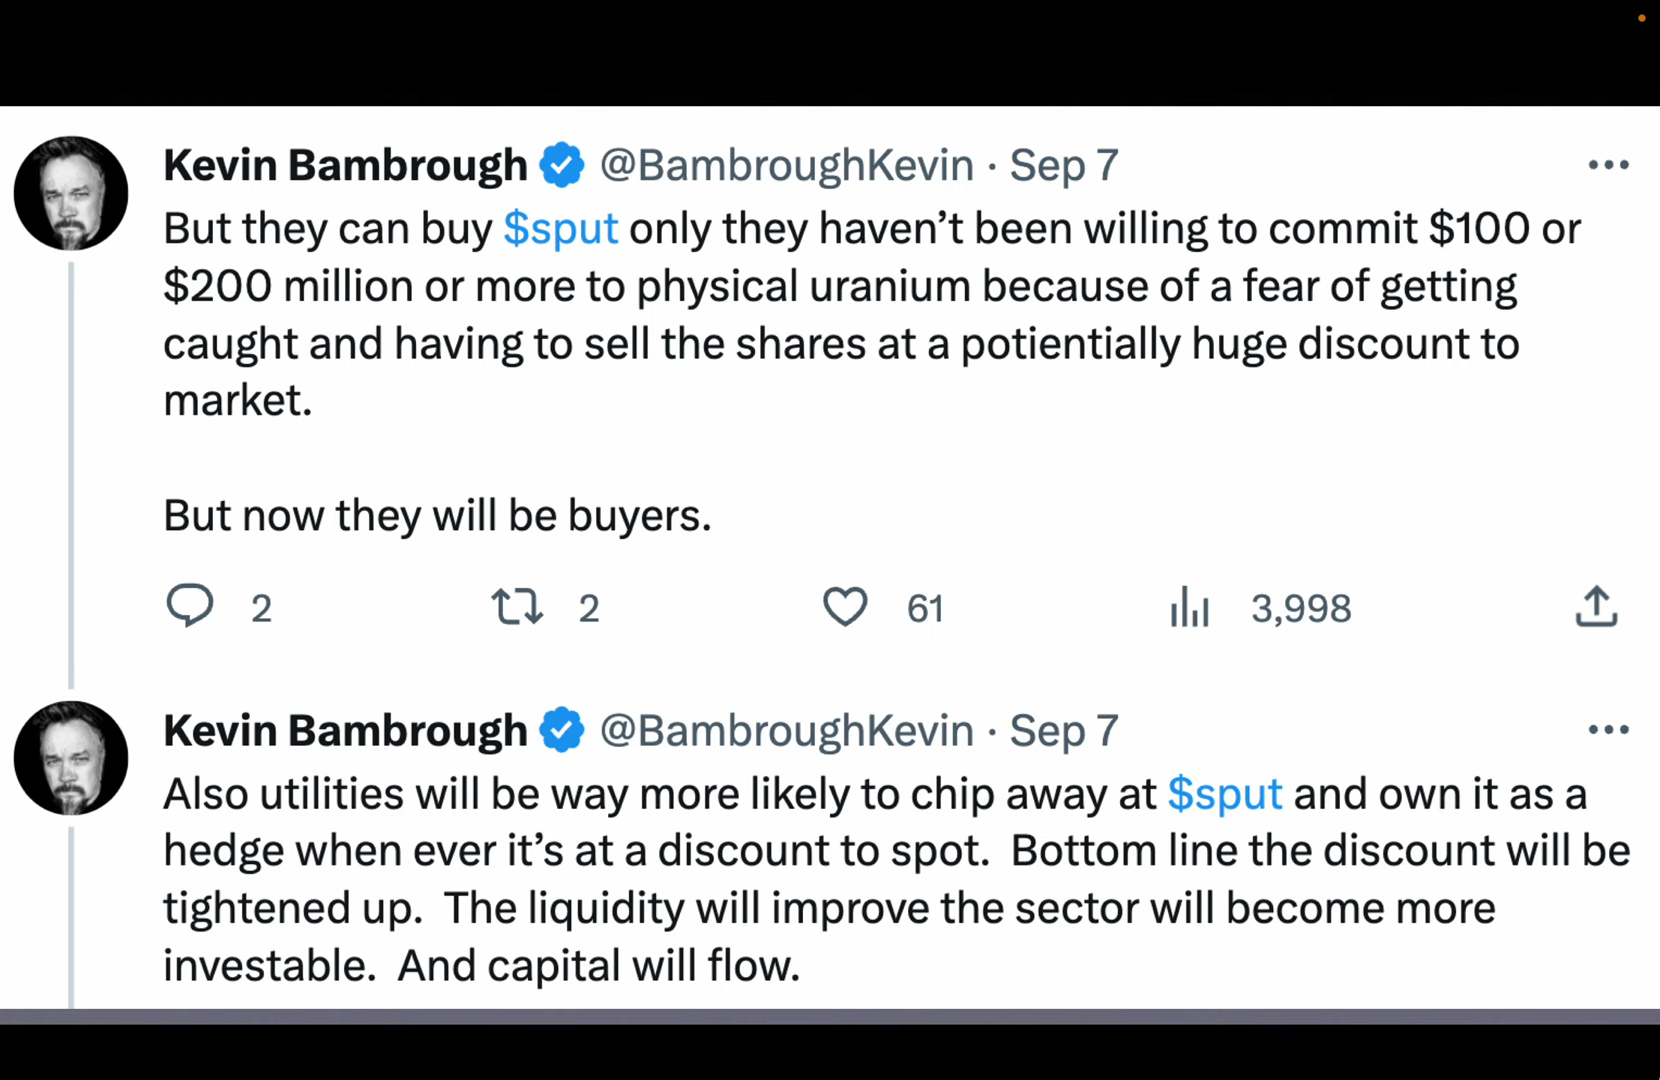 Kevin Bambrough @BambroughKevin · Sep 7
But they can buy $sput only they haven't been willing to commit $100 or
$200 million or more to physical uranium because of a fear of getting
caught and having to sell the shares at a potientially huge discount to
market.
But now they will be buyers.
2 2 61 3,998
Kevin Bambrough @BambroughKevin · Sep 7
Also utilities will be way more likely to chip away at $sput and own it as a
hedge when ever it's at a discount to spot.  Bottom line the discount will be
tightened up.  The liquidity will improve the sector will become more
investable.  And capital will flow.